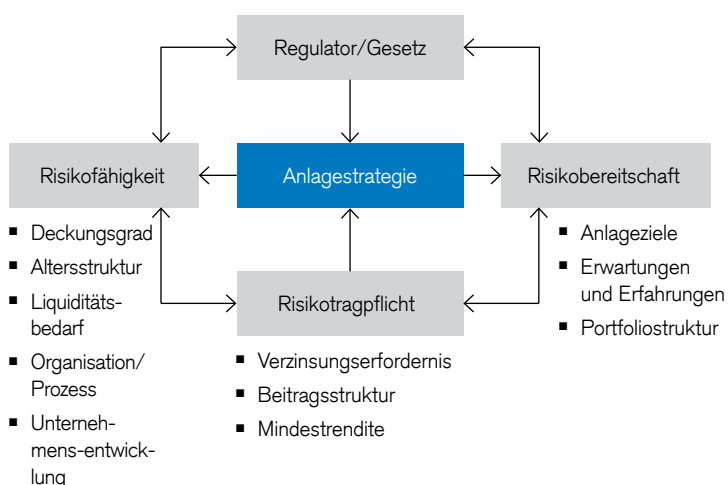 Regulator/Gesetz
Risikofähigkeit
Anlagestrategie
Risikobereitschaft
■ Deckungsgrad
■ Altersstruktur
■ Liquiditäts-
bedarf
■ Organisation/
Prozess
■ Unterneh-
mens-entwick-
lung
Risikotragpflicht
■ Verzinsungserfordernis
■ Beitragsstruktur
■ Mindestrendite
■ Anlageziele
■ Erwartungen
und Erfahrungen
■ Portfoliostruktur